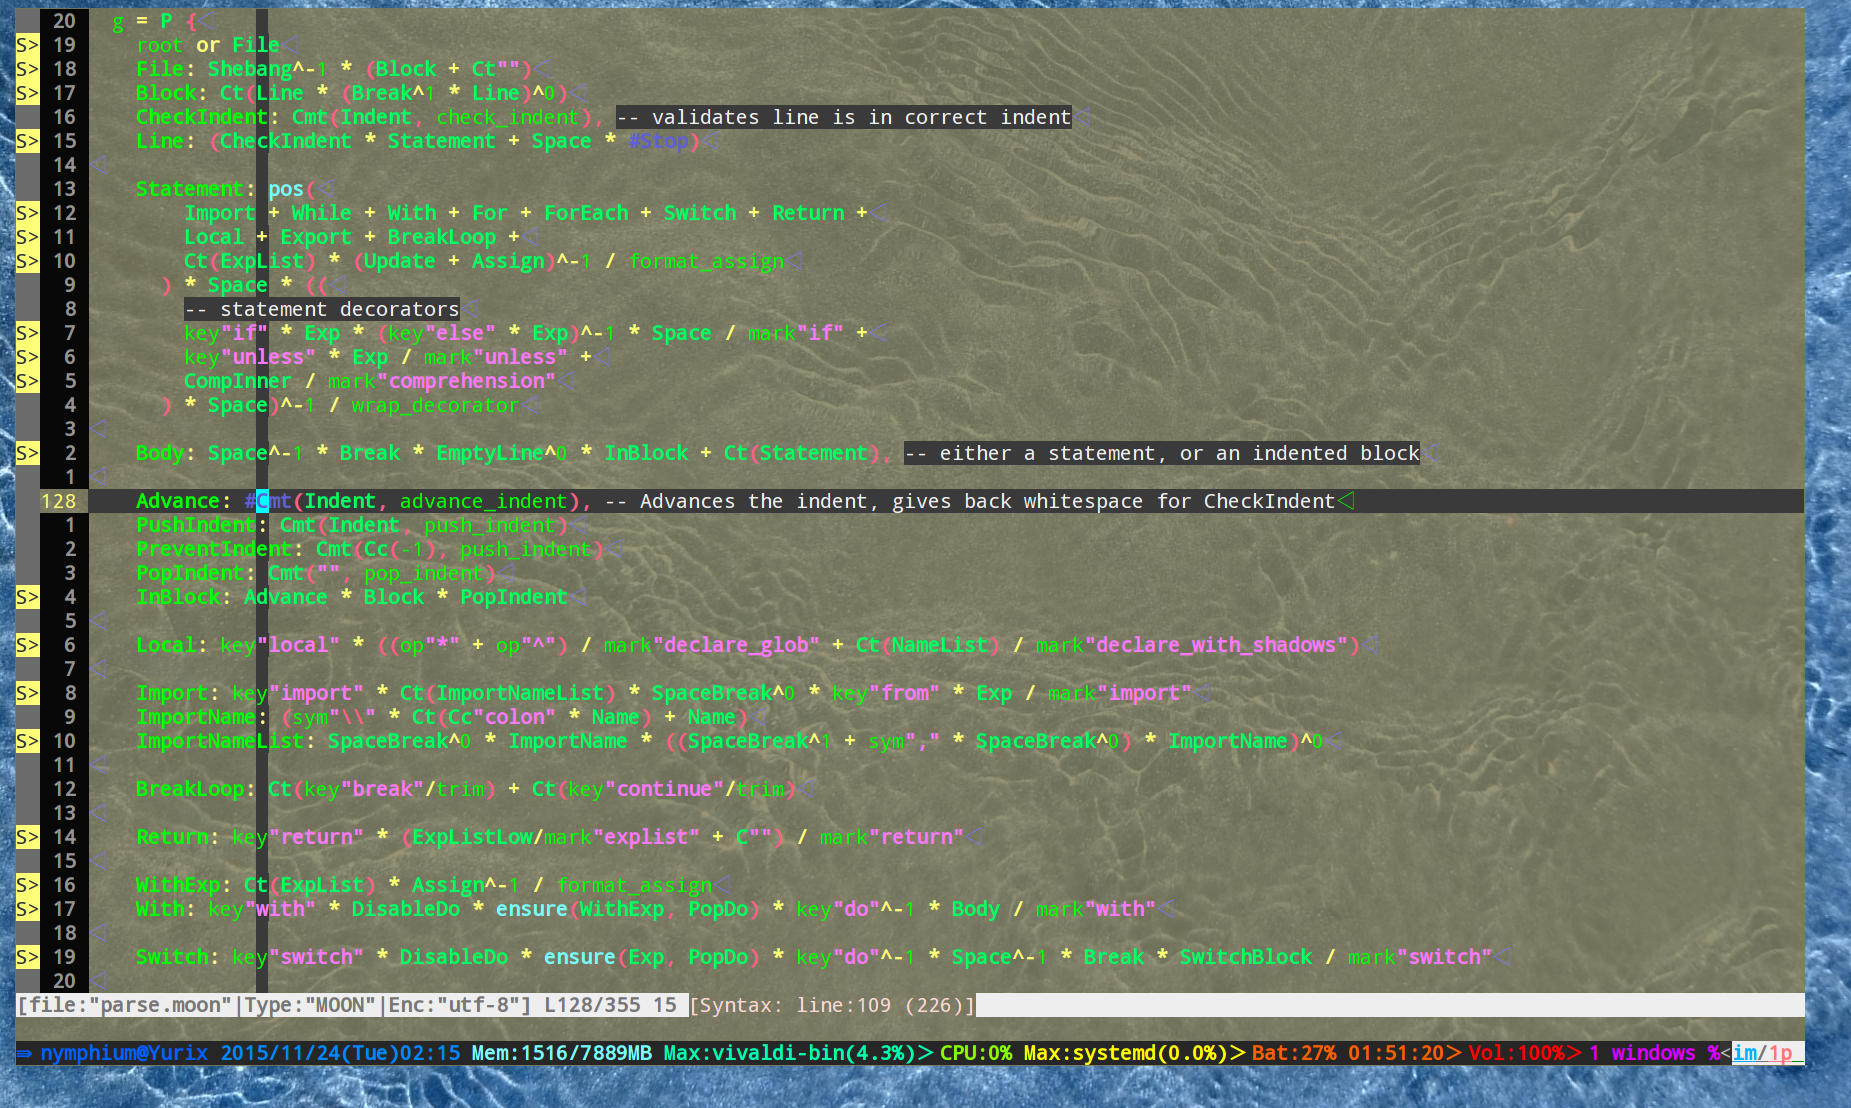 20   g = P {
S> 19     root or File
S> 18     File: Shebang^-1 * (Block + Ct"")
S> 17     Block: Ct(Line * (Break^1 * Line)^0)
16     CheckIndent: Cmt(Indent, check_indent), -- validates line is in correct indent
S> 15     Line: (CheckIndent * Statement + Space * #Stop)
14
13     Statement: pos(
S> 12         Import + While + With + For + ForEach + Switch + Return +
S> 11         Local + Export + BreakLoop +
S> 10         Ct(ExpList) * (Update + Assign)^-1 / format_assign
9       ) * Space * ((
8         -- statement decorators
S> 7         key"if" * Exp * (key"else" * Exp)^-1 * Space / mark"if" +
S> 6         key"unless" * Exp / mark"unless" +
S> 5         CompInner / mark"comprehension"
4       ) * Space)^-1 / wrap_decorator
3
S> 2     Body: Space^-1 * Break * EmptyLine^0 * InBlock + Ct(Statement), -- either a statement, or an indented block
1
128     Advance: #Cmt(Indent, advance_indent), -- Advances the indent, gives back whitespace for CheckIndent
1     PushIndent: Cmt(Indent, push_indent)
2     PreventIndent: Cmt(Cc(-1), push_indent)
3     PopIndent: Cmt("", pop_indent)
S> 4     InBlock: Advance * Block * PopIndent
5
S> 6     Local: key"local" * ((op"*" + op"^") / mark"declare_glob" + Ct(NameList) / mark"declare_with_shadows")
7
S> 8     Import: key"import" * Ct(ImportNameList) * SpaceBreak^0 * key"from" * Exp / mark"import"
9     ImportName: (sym"\\" * Ct(Cc"colon" * Name) + Name)
S> 10     ImportNameList: SpaceBreak^0 * ImportName * ((SpaceBreak^1 + sym"," * SpaceBreak^0) * ImportName)^0
11
12     BreakLoop: Ct(key"break"/trim) + Ct(key"continue"/trim)
13
S> 14     Return: key"return" * (ExpListLow/mark"explist" + C"") / mark"return"
15
S> 16     WithExp: Ct(ExpList) * Assign^-1 / format_assign
S> 17     With: key"with" * DisableDo * ensure(WithExp, PopDo) * key"do"^-1 * Body / mark"with"
18
S> 19     Switch: key"switch" * DisableDo * ensure(Exp, PopDo) * key"do"^-1 * Space^-1 * Break * SwitchBlock / mark"switch"
20
[file:"parse.moon"|Type:"MOON"|Enc:"utf-8"] L128/355 15 [Syntax: line:109 (226)]
⇛ nymphium@Yurix 2015/11/24(Tue)02:15 Mem:1516/7889MB Max:vivaldi-bin(4.3%)> CPU:0% Max:systemd(0.0%)> Bat:27% 01:51:20> Vol:100%> 1 windows %<im/1p_